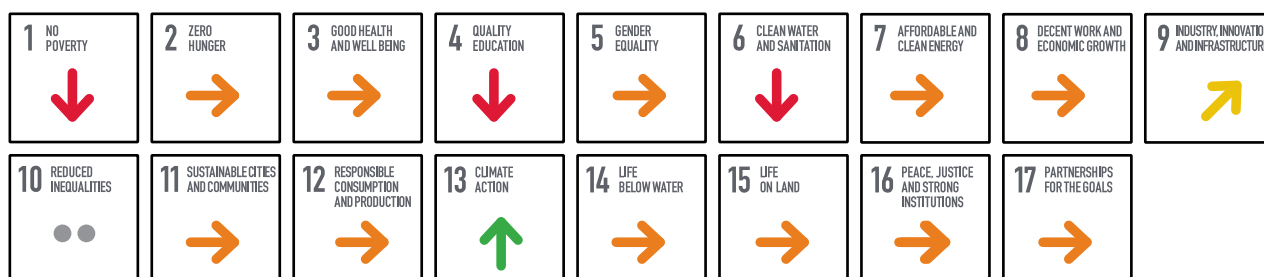 1 NO
POVERTY
2 ZERO
HUNGER
3 GOOD HEALTH
AND WELL BEING
4 QUALITY
EDUCATION
5 GENDER
EQUALITY
6 CLEAN WATER
AND SANITATION
7 AFFORDABLE AND
CLEAN ENERGY
8 DECENT WORK AND
ECONOMIC GROWTH
9 INDUSTRY, INNOVATIO
AND INFRASTRUCTUR
10 REDUCED
INEQUALITIES
11 SUSTAINABLE CITIES
AND COMMUNITIES
12 RESPONSIBLE
CONSUMPTION
AND PRODUCTION
13 CLIMATE
ACTION
14 LIFE
BELOW WATER
15 LIFE
ON LAND
16 PEACE, JUSTICE
AND STRONG
INSTITUTIONS
17 PARTNERSHIPS
FOR THE GOALS